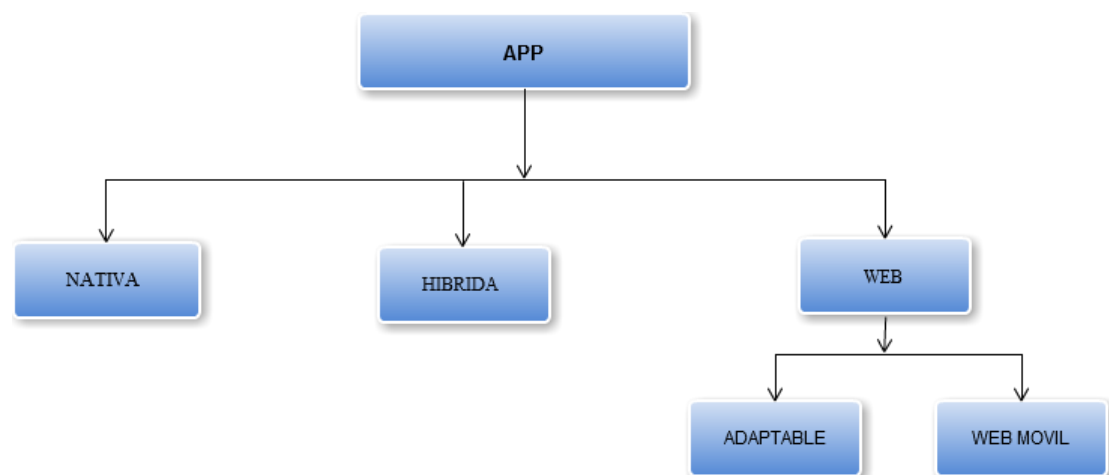 APP
NATIVA
HIBRIDA
WEB
ADAPTABLE
WEB MOVIL